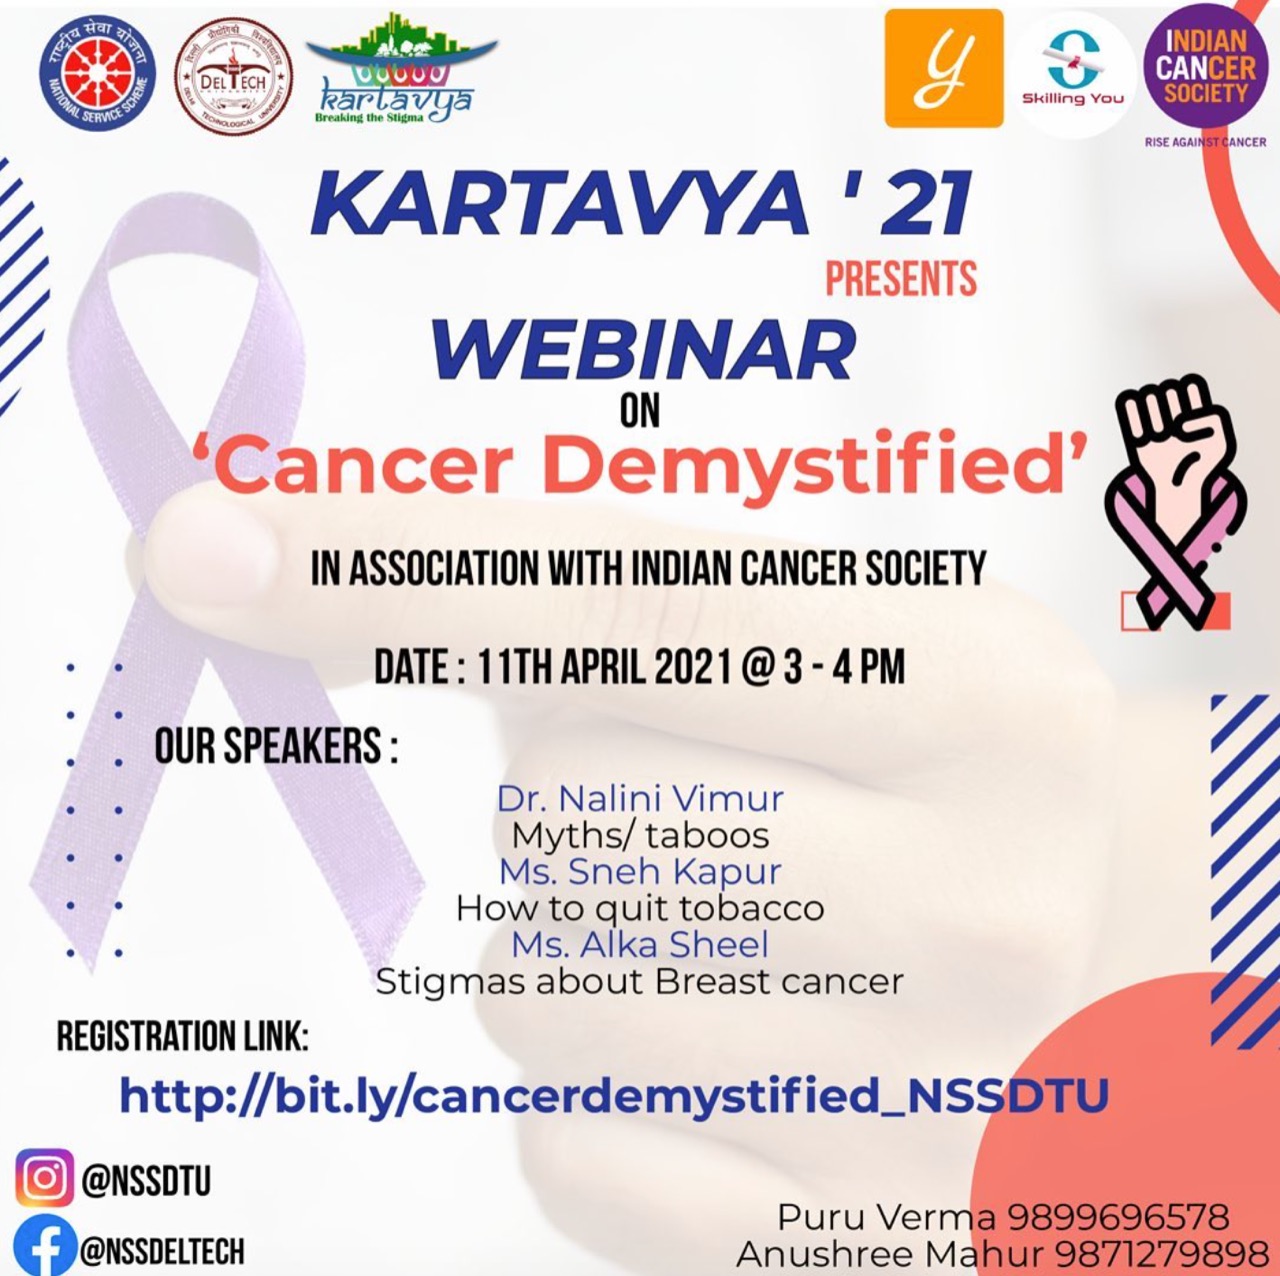 राष्ट्रीय सेवा योजना
NATIONAL SERVICE SCHEME
DELTECH
DELHI TECHNOLOGICAL UNIVERSITY
kartavya
Breaking the Stigma
y
Skilling You
INDIAN
CANCER
SOCIETY
RISE AGAINST CANCER
KARTAVYA ' 21
PRESENTS
WEBINAR
ON
‘Cancer Demystified’
IN ASSOCIATION WITH INDIAN CANCER SOCIETY
DATE : 11TH APRIL 2021 @ 3 - 4 PM
OUR SPEAKERS :
Dr. Nalini Vimur
Myths/ taboos
Ms. Sneh Kapur
How to quit tobacco
Ms. Alka Sheel
Stigmas about Breast cancer
REGISTRATION LINK:
http://bit.ly/cancerdemystified_NSSDTU
@NSSDTU
@NSSDELTECH
Puru Verma 9899696578
Anushree Mahur 9871279898